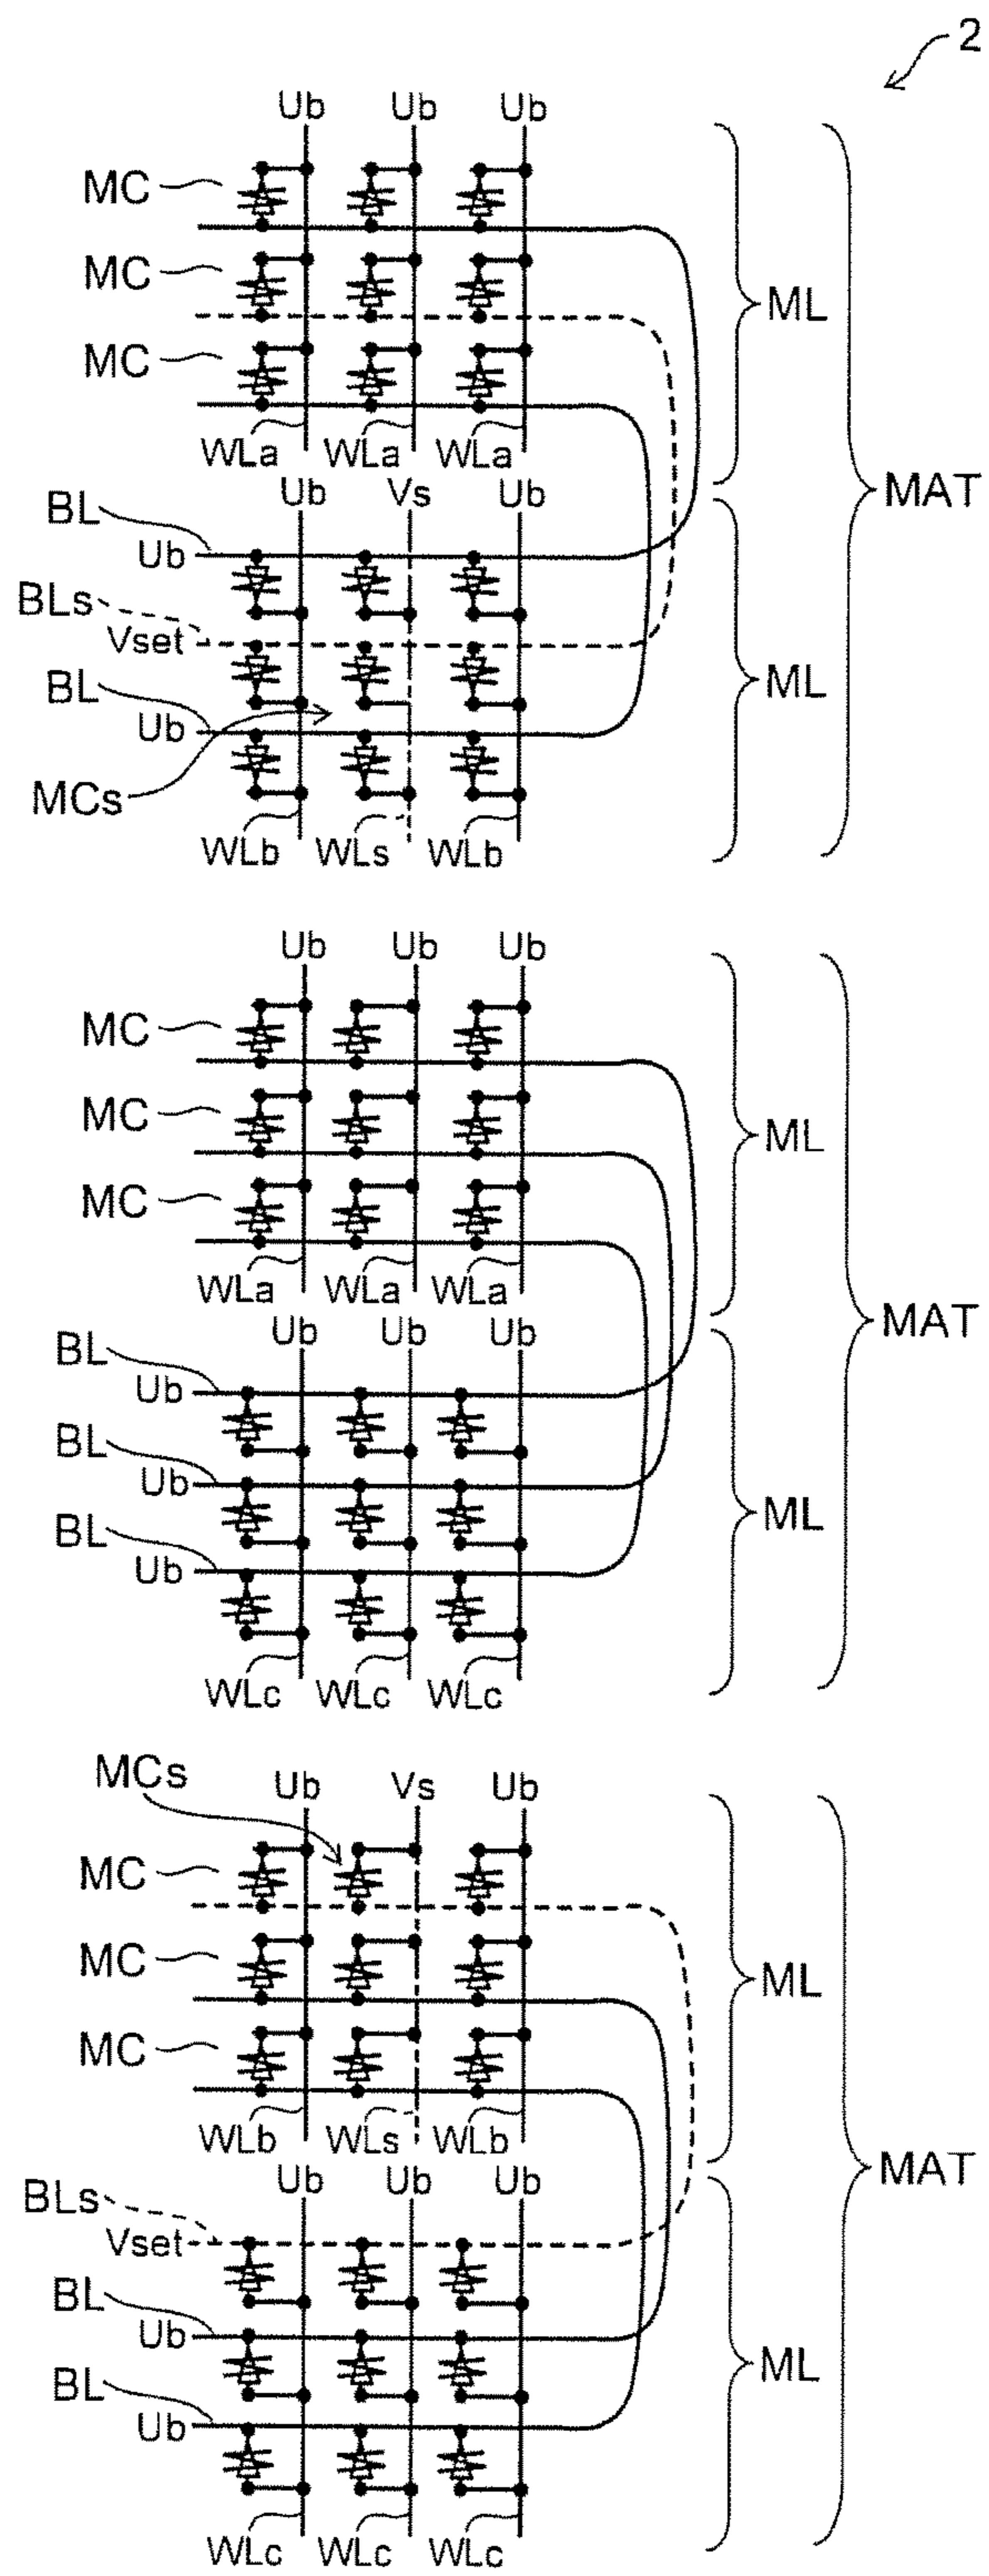 2
Ub Ub Ub
MC
MC
ML
MC
WLa WLa WLa
Ub Vs Ub
MAT
BL
Ub
BLs
Vset
BL
ML
Ub
MCs
WLb WLs WLb
Ub Ub Ub
MC
MC
ML
MC
WLa WLa WLa
Ub Ub Ub
MAT
BL
Ub
BL
Ub
ML
BL
Ub
WLc WLc WLc
MCs
Ub Vs Ub
MC
MC
ML
MC
WLb WLs WLb
MAT
Ub Ub Ub
BLs
Vset
BL
Ub
ML
BL
Ub
WLc WLc WLc